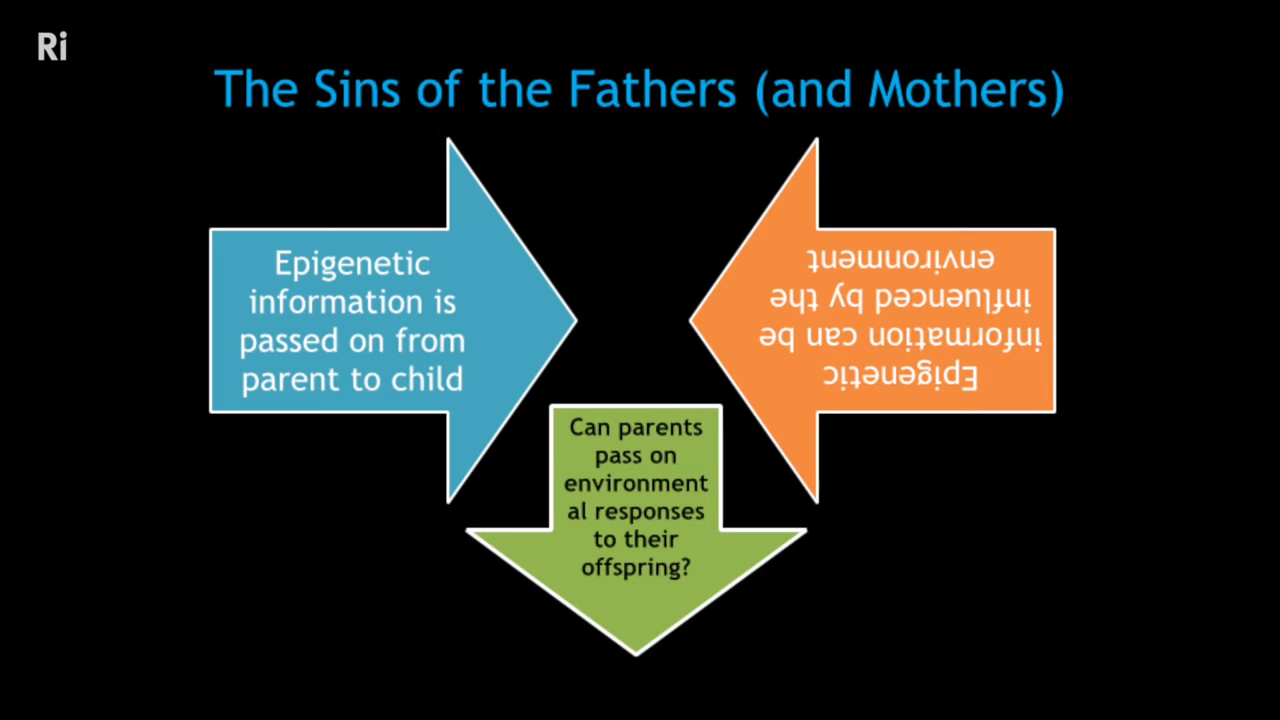 Ri
The Sins of the Fathers (and Mothers)
Epigenetic
information is
passed on from
parent to child
Epigenetic
information can be
influenced by the
environment
Can parents
pass on
environment
al responses
to their
offspring?